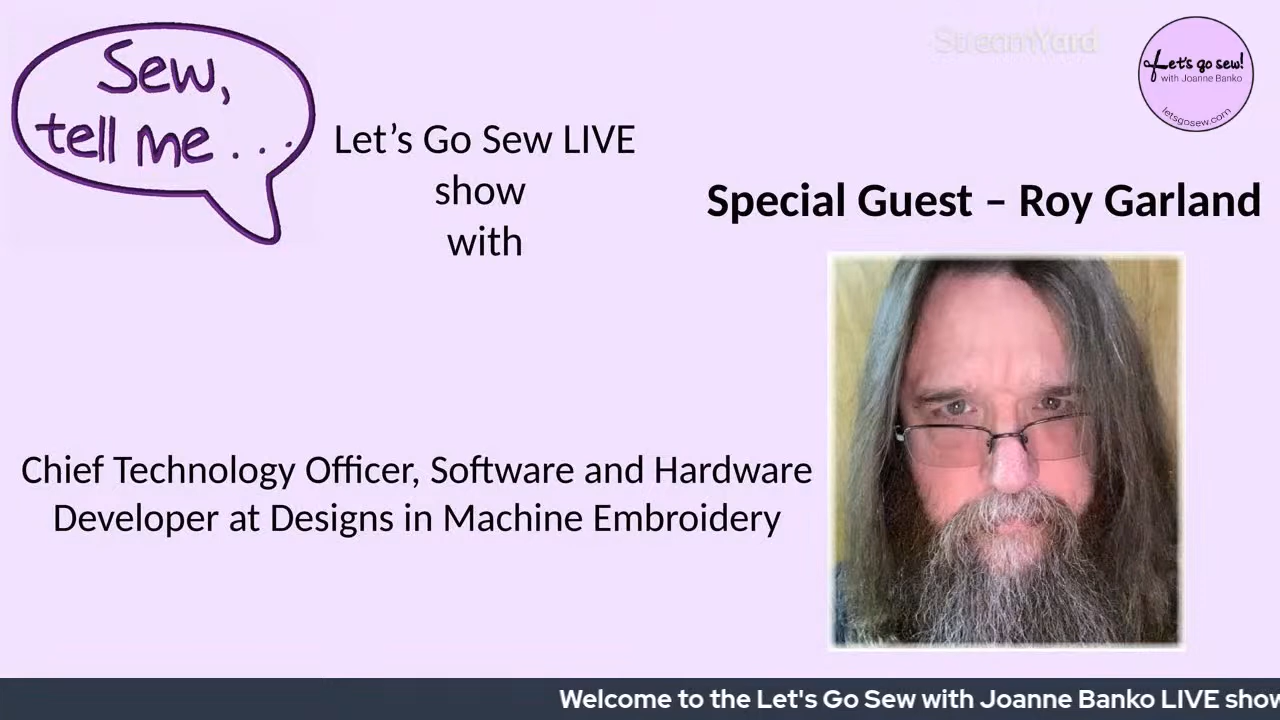 Sew,
tell me . . .
Let’s Go Sew LIVE
show
with
StreamYard
Let's go sew!
with Joanne Banko
letsgosew.com
Special Guest – Roy Garland
Chief Technology Officer, Software and Hardware
Developer at Designs in Machine Embroidery
Welcome to the Let's Go Sew with Joanne Banko LIVE show